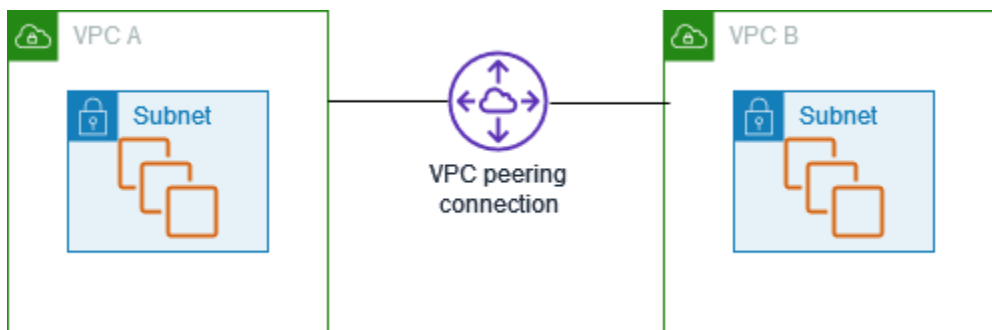 VPC A
VPC B
Subnet
Subnet
VPC peering
connection